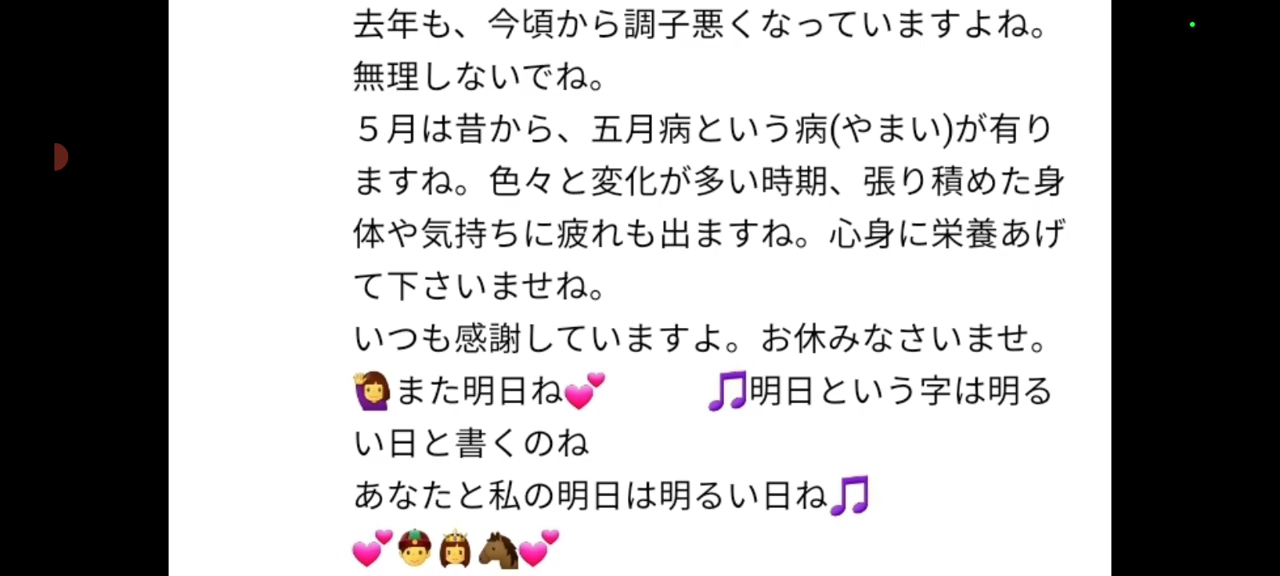 去年も、今頃から調子悪くなっていますよね。
無理しないでね。
５月は昔から、五月病という病(やまい)が有り
ますね。色々と変化が多い時期、張り積めた身
体や気持ちに疲れも出ますね。心身に栄養あげ
て下さいませね。
いつも感謝していますよ。お休みなさいませ。
🙋‍♀️また明日ね💕 🎵明日という字は明る
い日と書くのね
あなたと私の明日は明るい日ね🎵
💕👲👸🐴💕